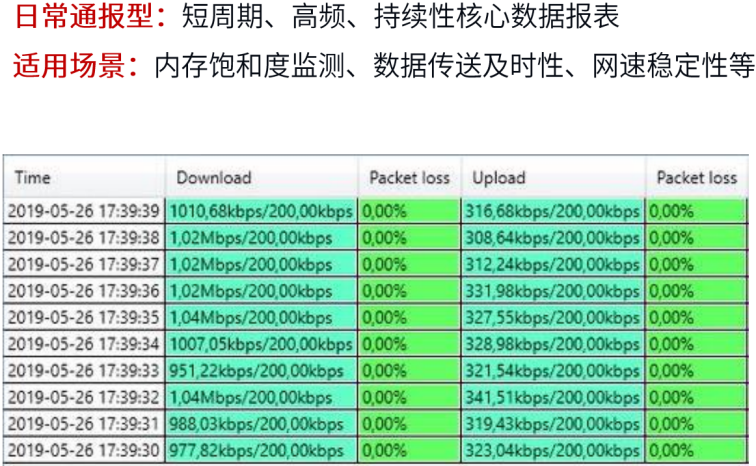 日常通报型：短周期、高频、持续性核心数据报表
适用场景：内存饱和度监测、数据传送及时性、网速稳定性等
Time Download Packet loss Upload Packet loss
2019-05-26 17:39:39 1010,68kbps/200,00kbps 0,00% 316,68kbps/200,00kbps 0,00%
2019-05-26 17:39:38 1,02Mbps/200,00kbps 0,00% 308,64kbps/200,00kbps 0,00%
2019-05-26 17:39:37 1,02Mbps/200,00kbps 0,00% 312,24kbps/200,00kbps 0,00%
2019-05-26 17:39:36 1,02Mbps/200,00kbps 0,00% 331,98kbps/200,00kbps 0,00%
2019-05-26 17:39:35 1,04Mbps/200,00kbps 0,00% 327,55kbps/200,00kbps 0,00%
2019-05-26 17:39:34 1007,05kbps/200,00kbps 0,00% 328,98kbps/200,00kbps 0,00%
2019-05-26 17:39:33 951,22kbps/200,00kbps 0,00% 321,54kbps/200,00kbps 0,00%
2019-05-26 17:39:32 1,04Mbps/200,00kbps 0,00% 341,51kbps/200,00kbps 0,00%
2019-05-26 17:39:31 988,03kbps/200,00kbps 0,00% 319,43kbps/200,00kbps 0,00%
2019-05-26 17:39:30 977,82kbps/200,00kbps 0,00% 323,04kbps/200,00kbps 0,00%